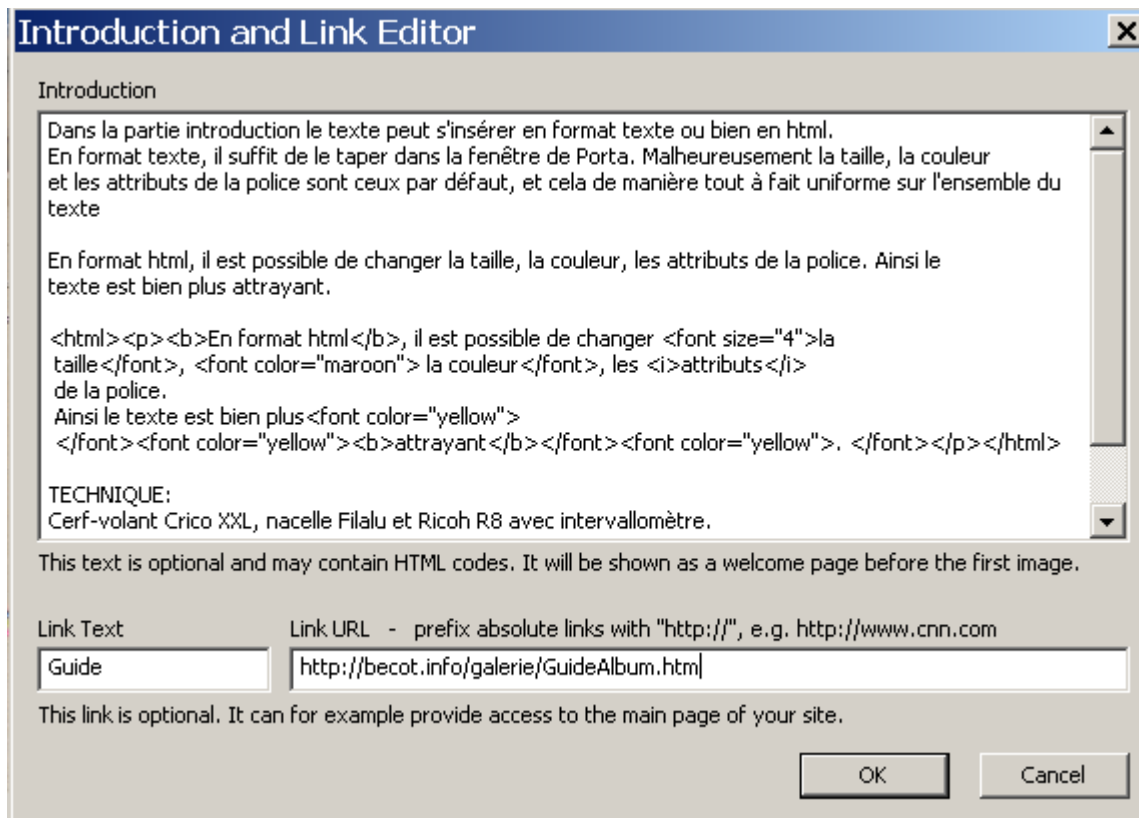 Introduction and Link Editor
Introduction
Dans la partie introduction le texte peut s'insérer en format texte ou bien en html.
En format texte, il suffit de le taper dans la fenêtre de Porta. Malheureusement la taille, la couleur
et les attributs de la police sont ceux par défaut, et cela de manière tout à fait uniforme sur l'ensemble du
texte
En format html, il est possible de changer la taille, la couleur, les attributs de la police. Ainsi le
texte est bien plus attrayant.
<html><p><b>En format html</b>, il est possible de changer <font size="4">la
taille</font>, <font color="maroon"> la couleur</font>, les <i>attributs</i>
de la police.
Ainsi le texte est bien plus<font color="yellow">
</font><font color="yellow"><b>attrayant</b></font><font color="yellow">. </font></p></html>
TECHNIQUE:
Cerf-volant Crico XXL, nacelle Filalu et Ricoh R8 avec intervallomètre.
This text is optional and may contain HTML codes. It will be shown as a welcome page before the first image.
Link Text
Link URL - prefix absolute links with "http://", e.g. http://www.cnn.com
Guide
http://becot.info/galerie/GuideAlbum.htm
This link is optional. It can for example provide access to the main page of your site.
OK
Cancel